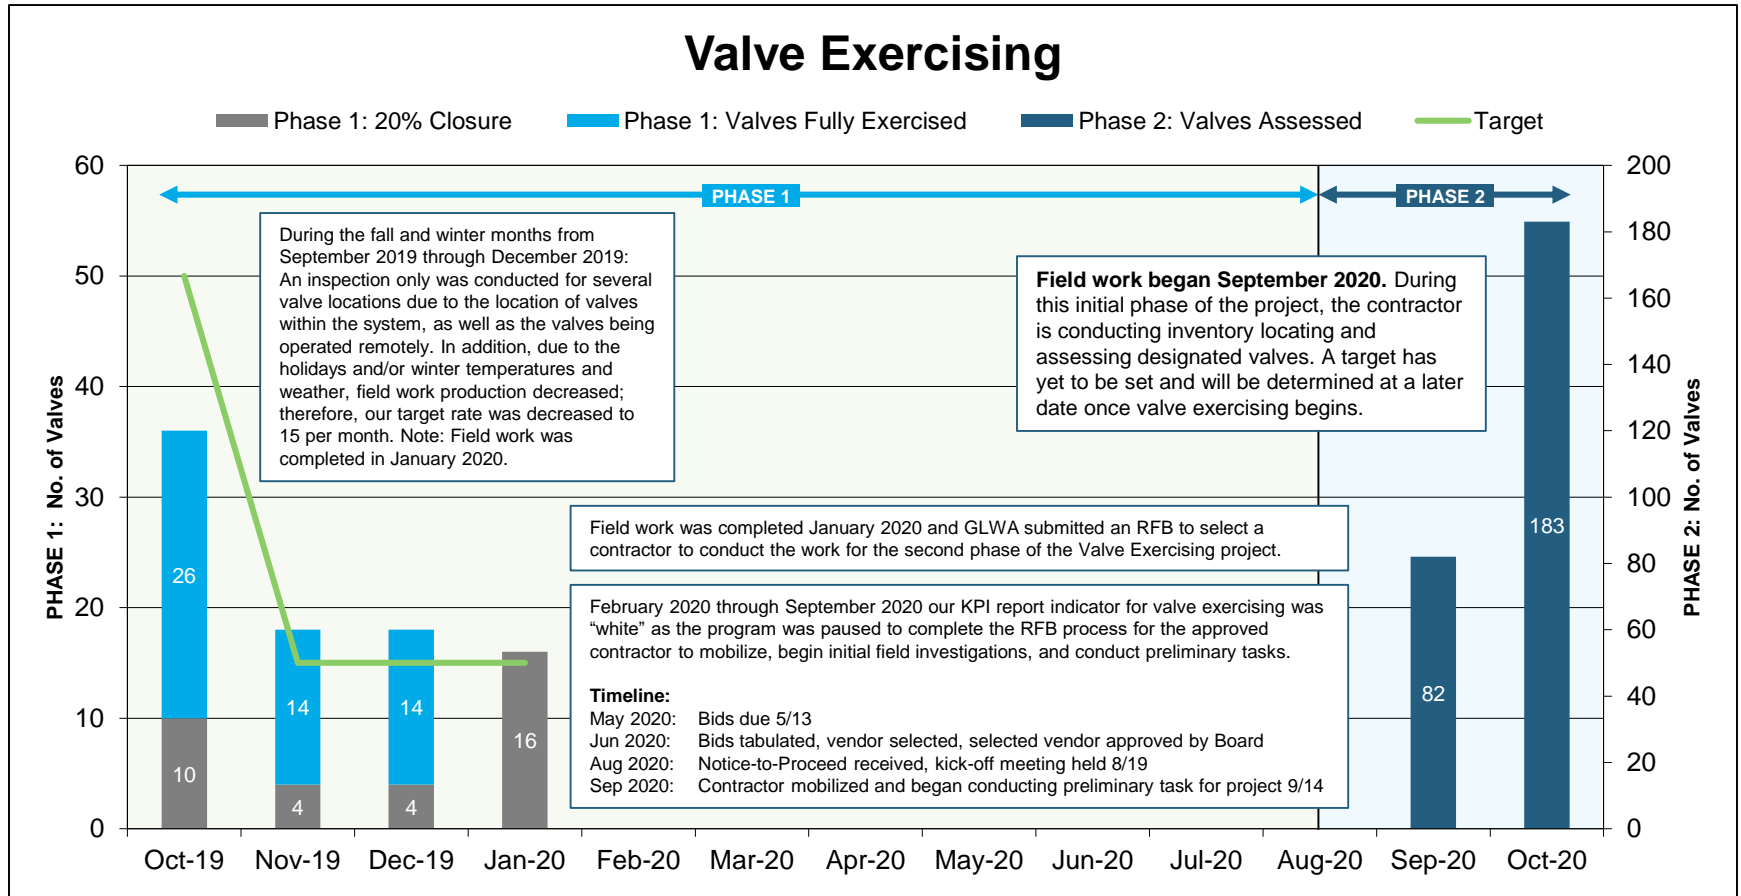 Valve Exercising
Phase 1: 20% Closure
Phase 1: Valves Fully Exercised
Phase 2: Valves Assessed
Target
PHASE 1
PHASE 2
PHASE 1:  No. of Valves
60
50
40
30
20
10
0
During the fall and winter months from
September 2019 through December 2019:
An inspection only was conducted for several
valve locations due to the location of valves
within the system, as well as the valves being
operated remotely. In addition, due to the
holidays and/or winter temperatures and
weather, field work production decreased;
therefore, our target rate was decreased to
15 per month. Note: Field work was
completed in January 2020.
Field work began September 2020. During
this initial phase of the project, the contractor
is conducting inventory locating and
assessing designated valves. A target has
yet to be set and will be determined at a later
date once valve exercising begins.
Field work was completed January 2020 and GLWA submitted an RFB to select a
contractor to conduct the work for the second phase of the Valve Exercising project.
February 2020 through September 2020 our KPI report indicator for valve exercising was
“white” as the program was paused to complete the RFB process for the approved
contractor to mobilize, begin initial field investigations, and conduct preliminary tasks.
Timeline:
May 2020: Bids due 5/13
Jun 2020: Bids tabulated, vendor selected, selected vendor approved by Board
Aug 2020: Notice-to-Proceed received, kick-off meeting held 8/19
Sep 2020: Contractor mobilized and began conducting preliminary task for project 9/14
26
10
14
4
14
4
16
82
183
200
180
160
140
120
100
80
60
40
20
0
PHASE 2: No. of Valves
Oct-19
Nov-19
Dec-19
Jan-20
Feb-20
Mar-20
Apr-20
May-20
Jun-20
Jul-20
Aug-20
Sep-20
Oct-20